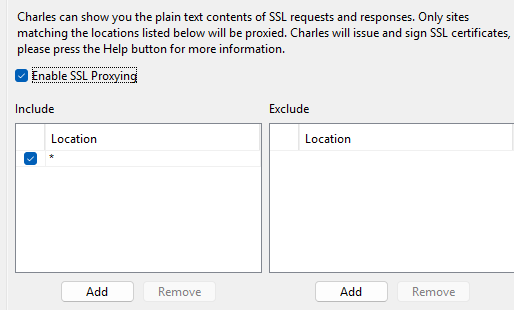 Charles can show you the plain text contents of SSL requests and responses. Only sites
matching the locations listed below will be proxied. Charles will issue and sign SSL certificates,
please press the Help button for more information.
Enable SSL Proxying
Include Exclude
Location Location
*
Add Remove Add Remove